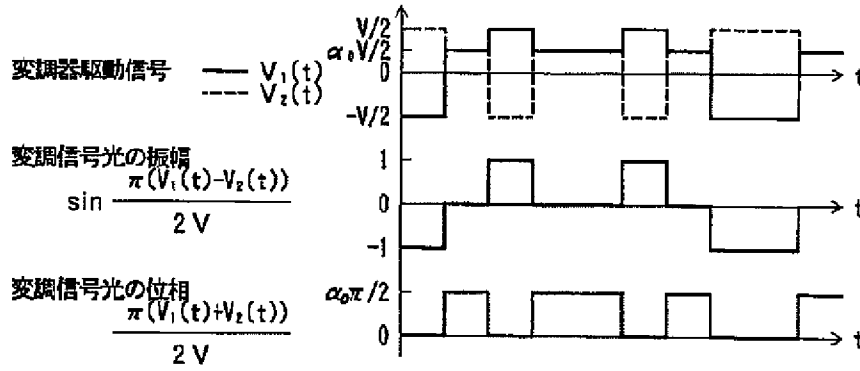 V/2
α₀V/2
0
-V/2
t
変調器駆動信号 V₁(t)
V₂(t)
変調信号光の振幅
sin π(V₁(t)-V₂(t)) / 2V
1
0
-1
t
変調信号光の位相
π(V₁(t)+V₂(t)) / 2V
α₀π/2
0
t